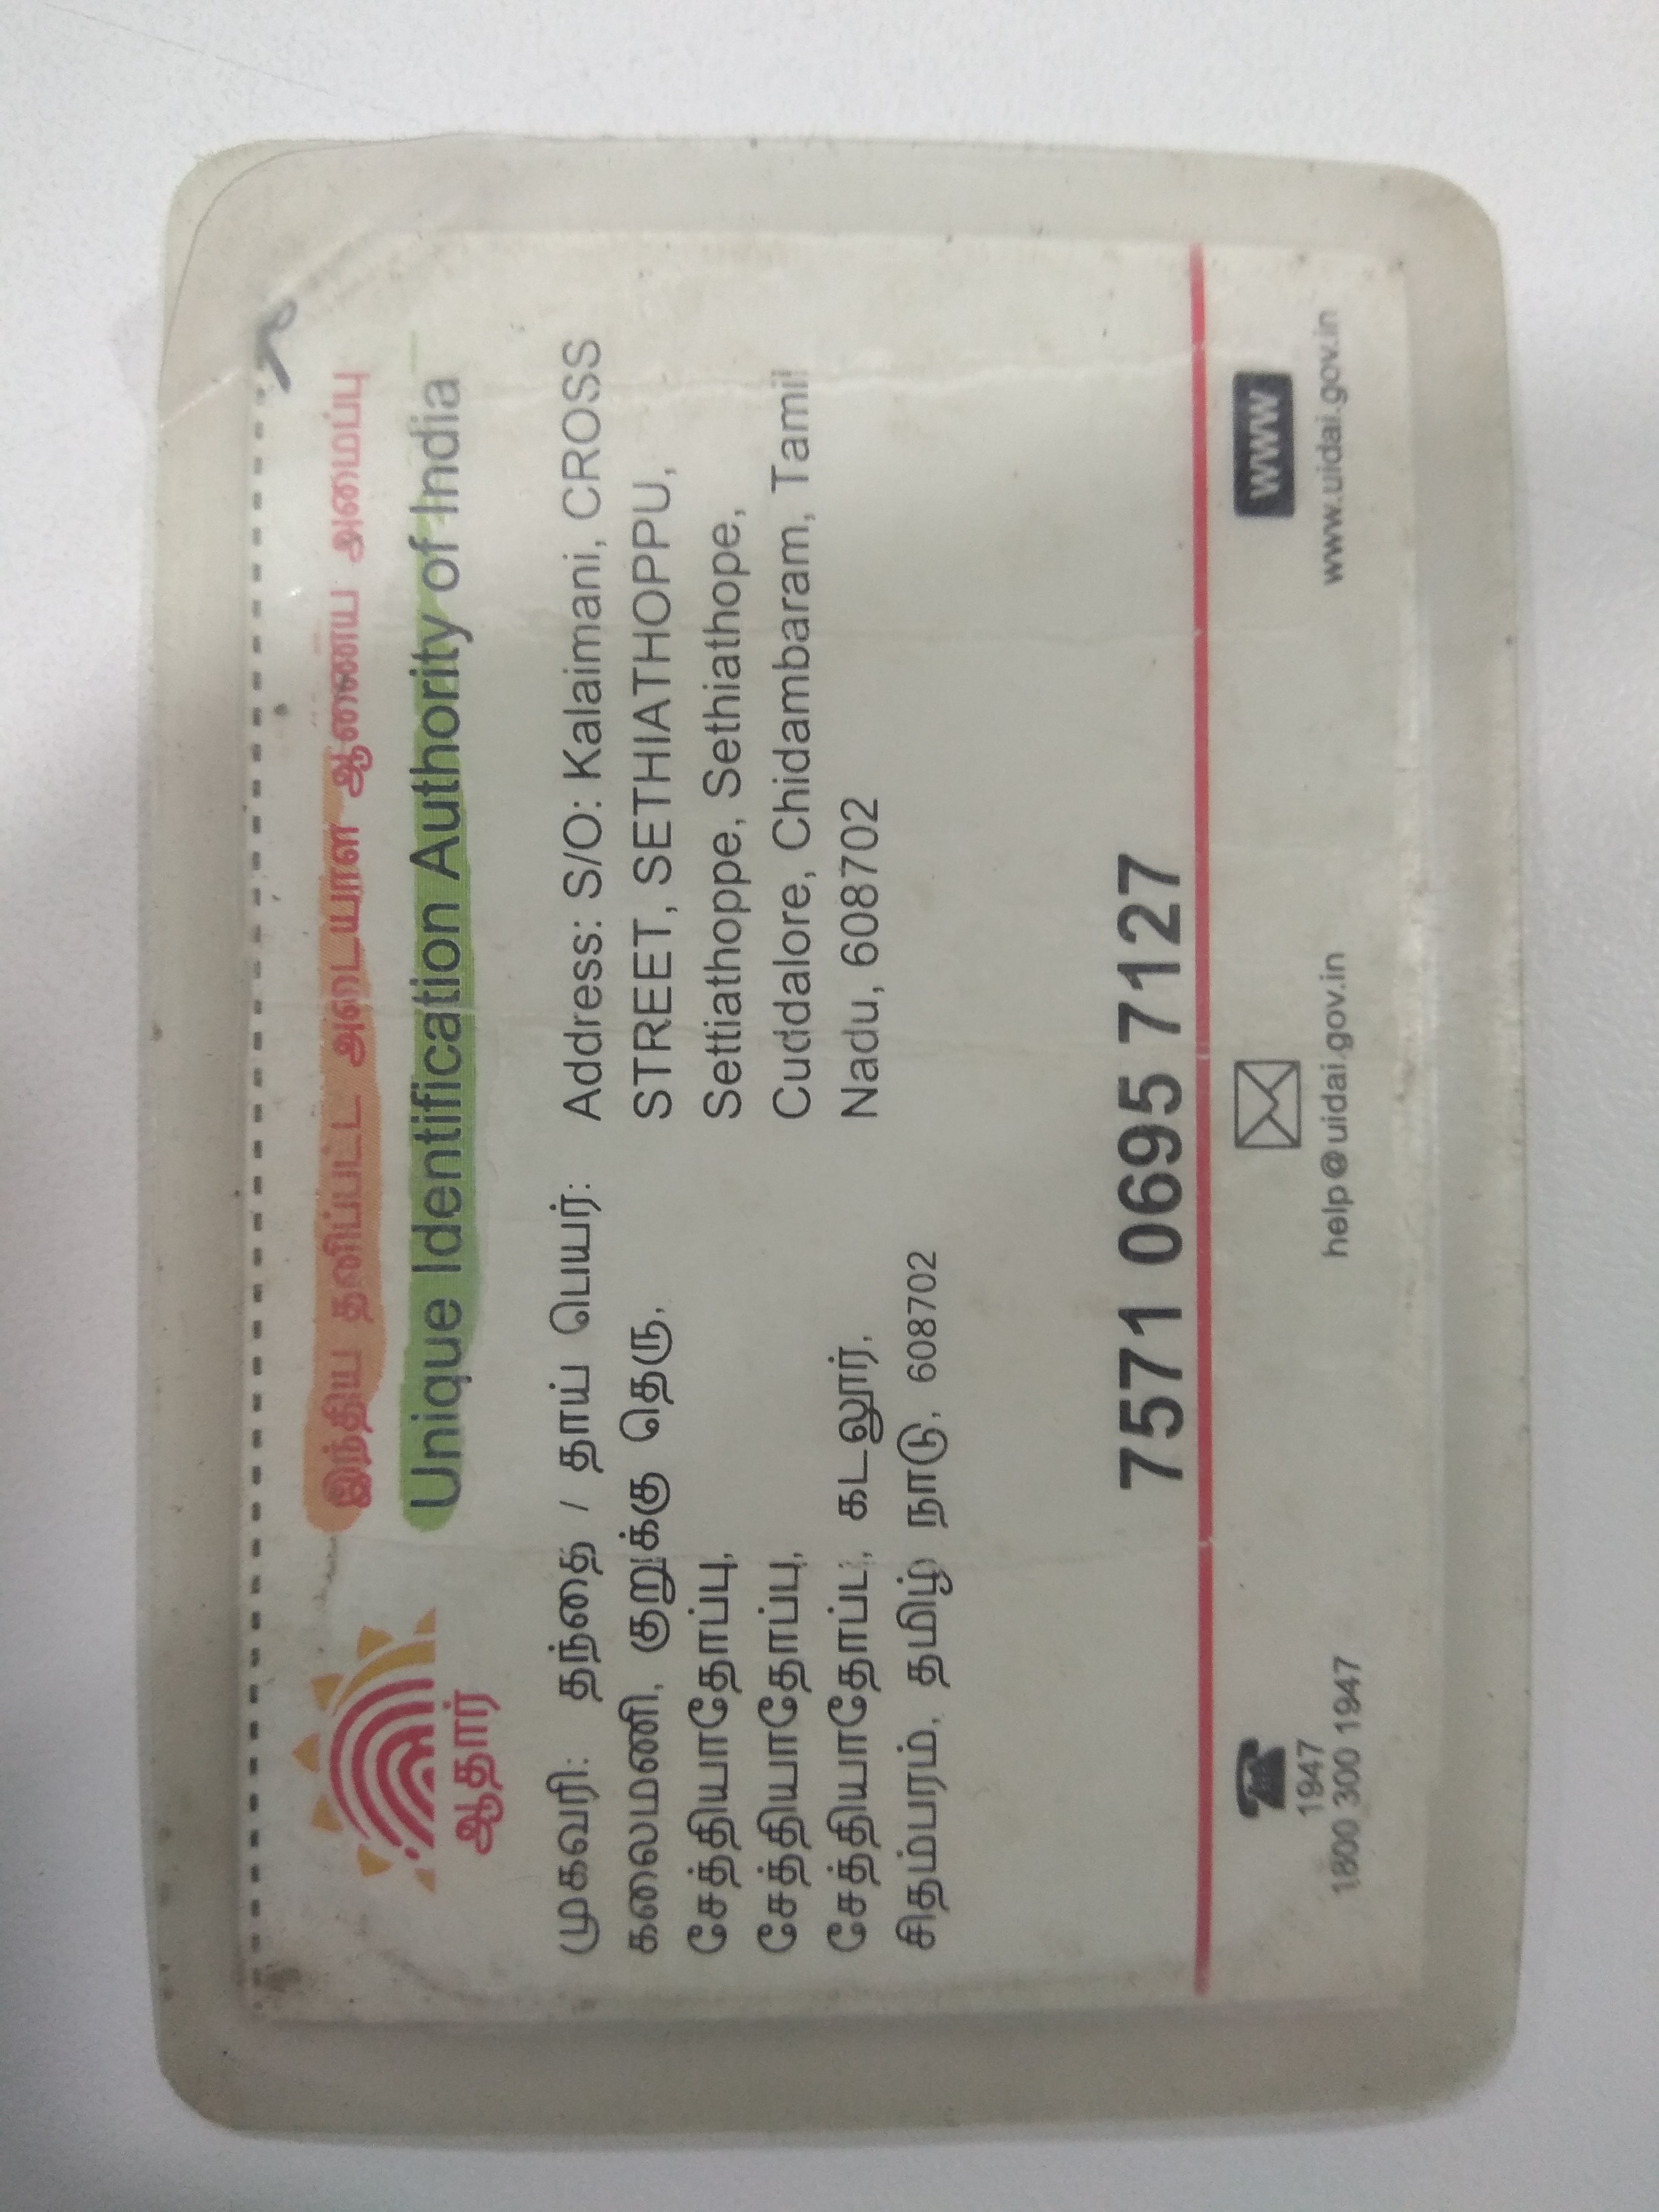 இந்திய தனிப்பட்ட அடையாள ஆணைய அமைப்பு
Unique Identification Authority of India
ஆதார்
முகவரி: தந்தை / தாய் பெயர்:
கலைமணி, குறுக்கு தெரு,
சேத்தியாதோப்பு,
சேத்தியாதோப்பு,
சேத்தியாதோப்பு, கடலூர்,
சிதம்பரம், தமிழ் நாடு, 608702
Address: S/O: Kalaimani, CROSS
STREET, SETHIATHOPPU,
Settiathoppe, Sethiathope,
Cuddalore, Chidambaram, Tamil
Nadu, 608702
7571 0695 7127
1947
1800 300 1947
help@uidai.gov.in
www
www.uidai.gov.in